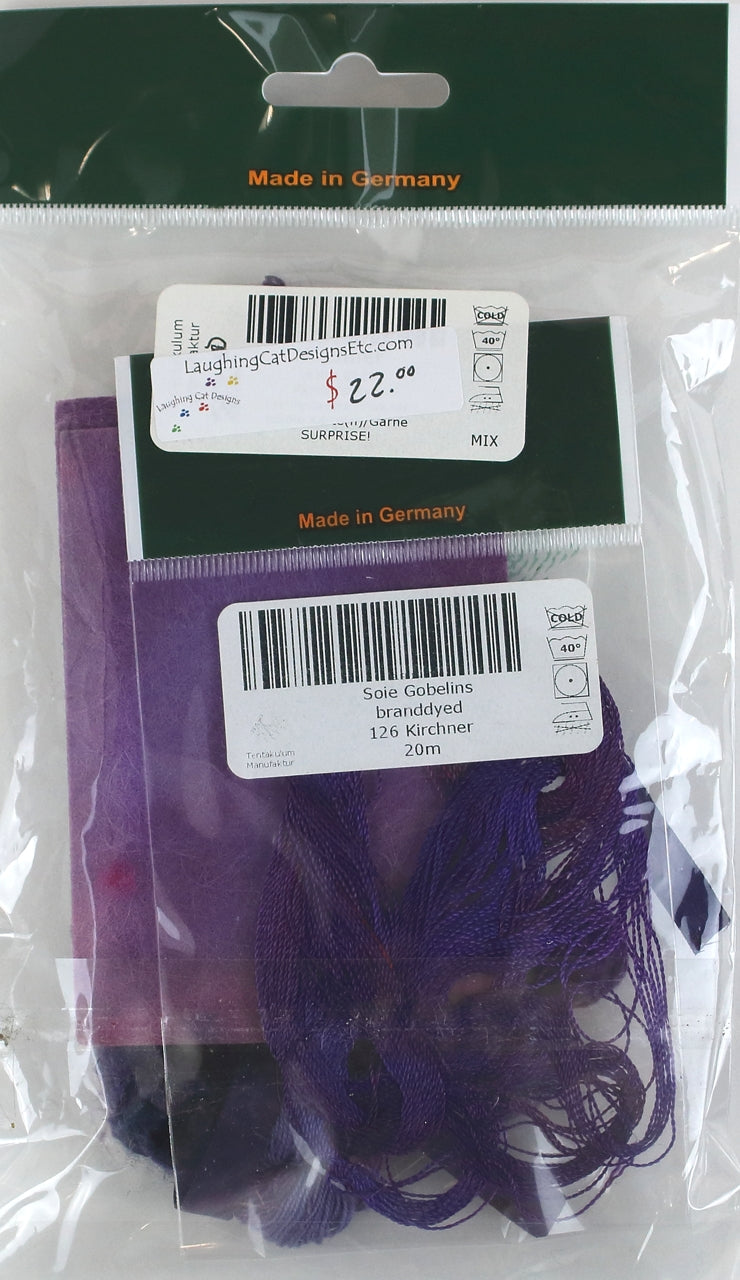 Made in Germany
LaughingCatDesignsEtc.com
$22.00
Laughing Cat Designs
/Garne
SURPRISE!
MIX
COLD
40°
Made in Germany
Soie Gobelins
branddyed
126 Kirchner
20m
Tentakulum
Manufaktur
COLD
40°